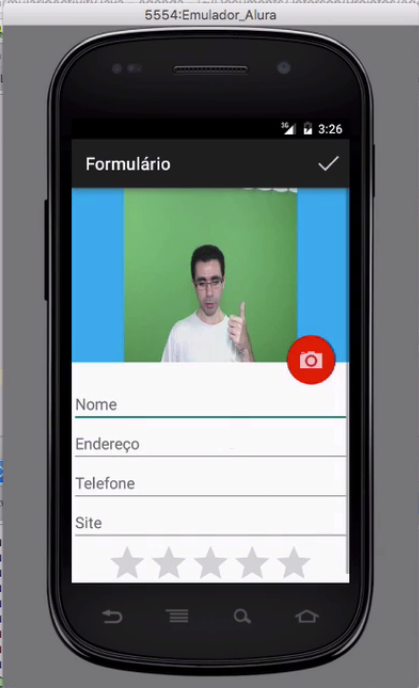 5554:Emulador_Alura
3G 3:26
Formulário
Nome
Endereço
Telefone
Site